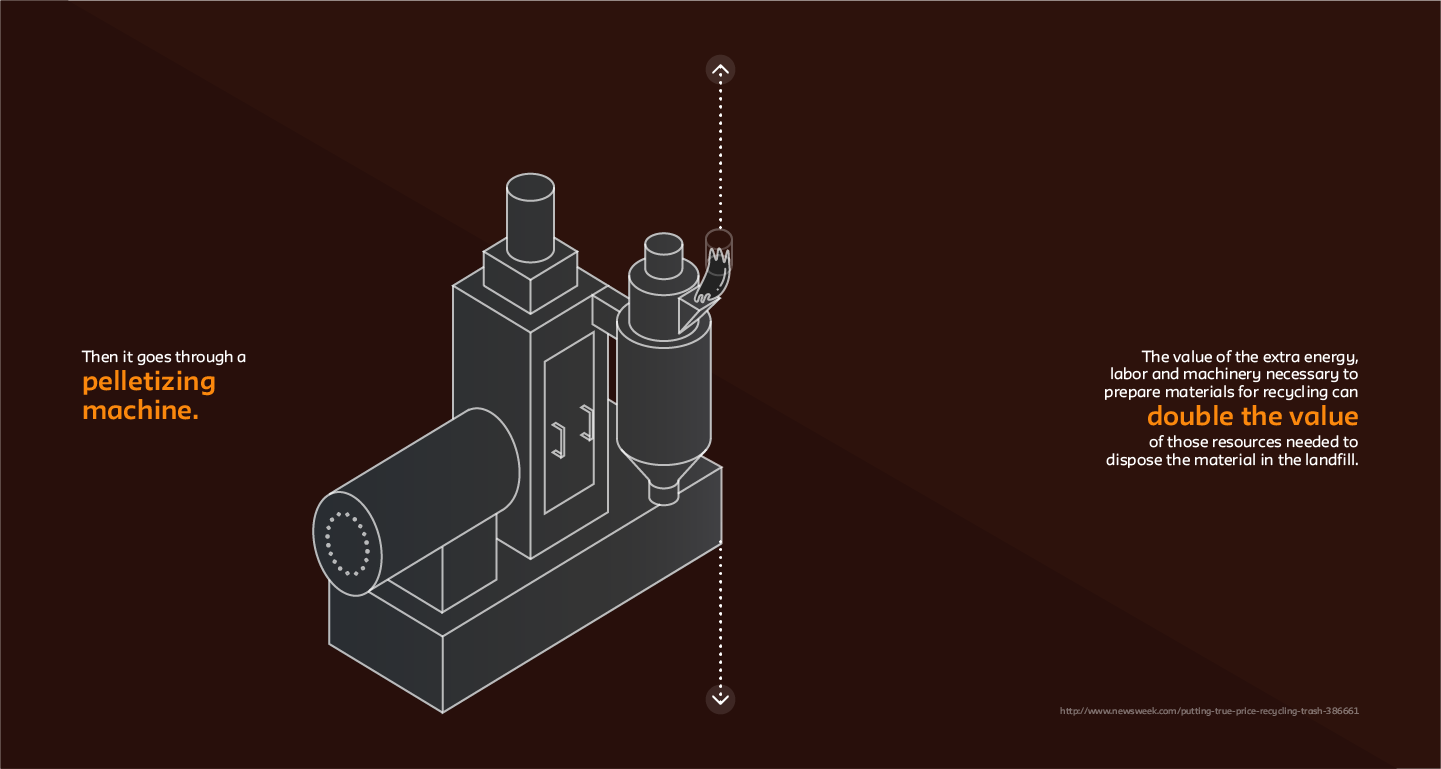 Then it goes through a
pelletizing
machine.
The value of the extra energy,
labor and machinery necessary to
prepare materials for recycling can
double the value
of those resources needed to
dispose the material in the landfill.
http://www.newsweek.com/putting-true-price-recycling-trash-386661